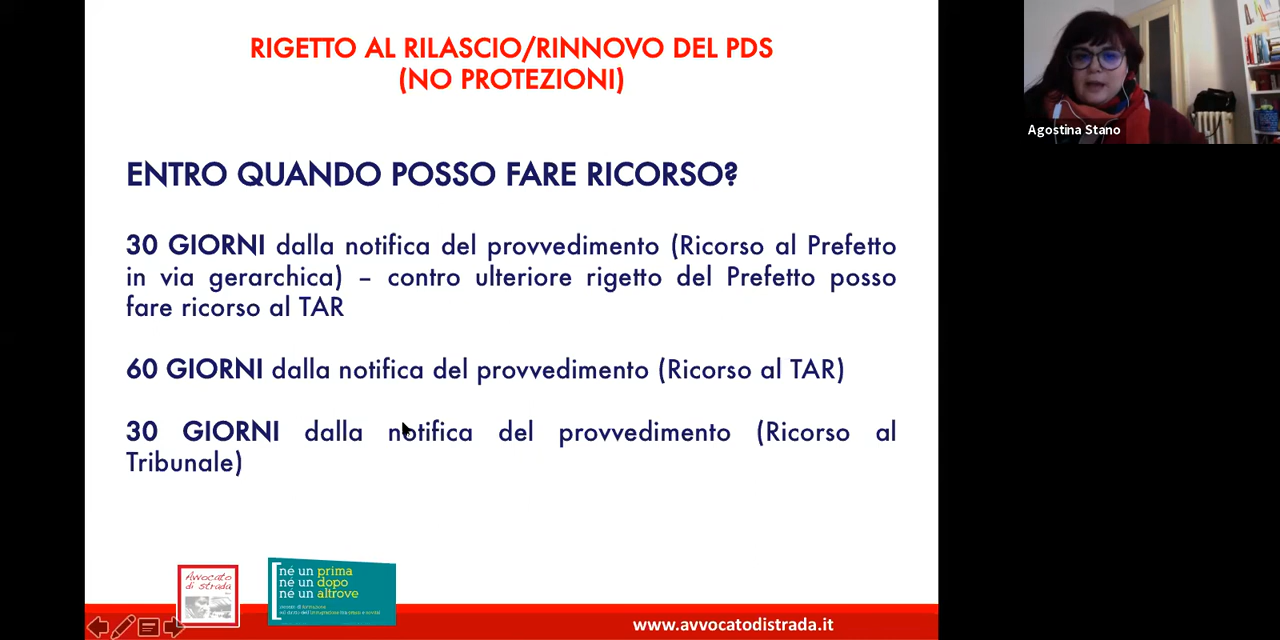 RIGETTO AL RILASCIO/RINNOVO DEL PDS
(NO PROTEZIONI)
Agostina Stano
ENTRO QUANDO POSSO FARE RICORSO?
30 GIORNI dalla notifica del provvedimento (Ricorso al Prefetto
in via gerarchica) – contro ulteriore rigetto del Prefetto posso
fare ricorso al TAR
60 GIORNI dalla notifica del provvedimento (Ricorso al TAR)
30 GIORNI dalla notifica del provvedimento (Ricorso al
Tribunale)
Avvocato
di strada
né un prima
né un dopo
né un altrove
www.avvocatodistrada.it